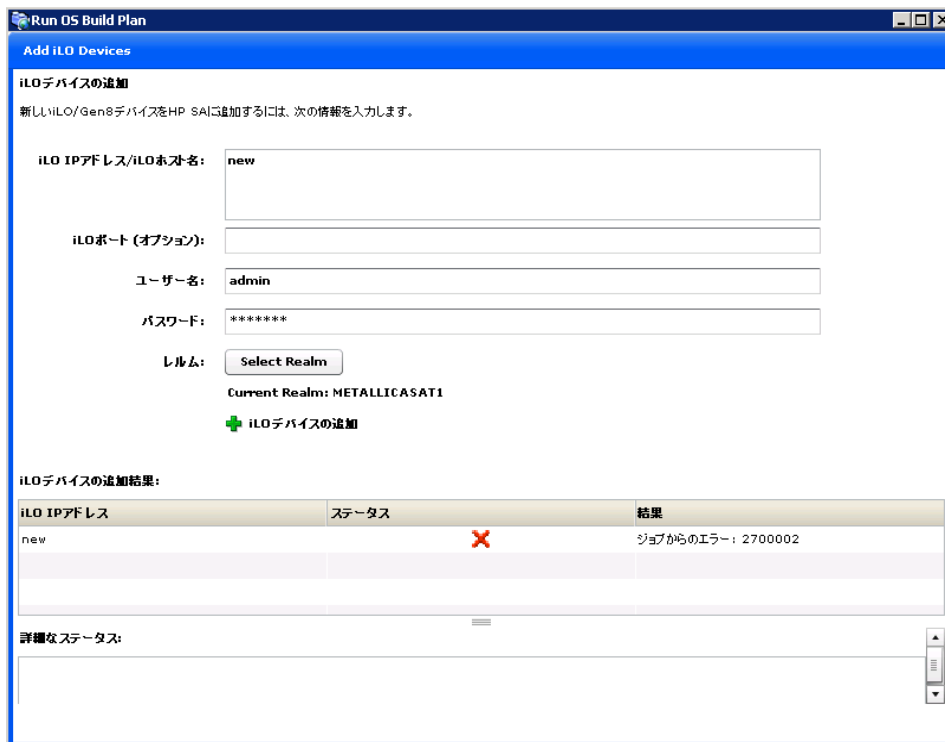 Run OS Build Plan
Add iLO Devices
iLOデバイスの追加
新しいiLO/Gen8デバイスをHP SAに追加するには、次の情報を入力します。
iLO IPアドレス/iLOホスト名: new
iLOポート (オプション):
ユーザー名: admin
パスワード: *******
レルム: Select Realm
Current Realm: METALLICASAT1
iLOデバイスの追加
iLOデバイスの追加結果:
iLO IPアドレス ステータス 結果
new ジョブからのエラー: 2700002
詳細なステータス: